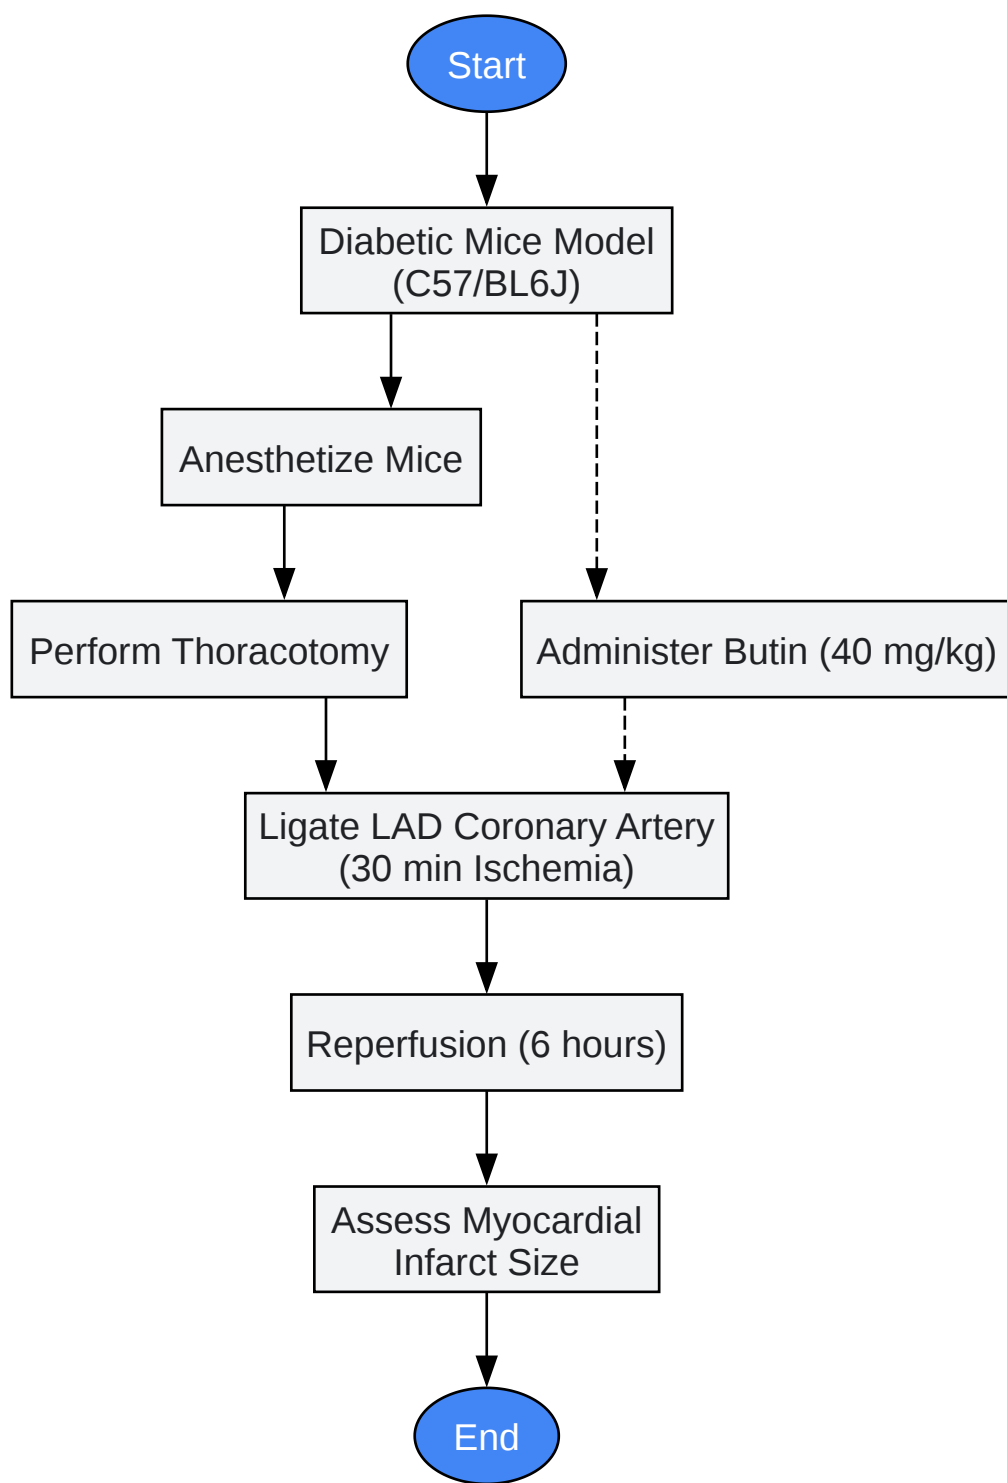 Start
Diabetic Mice Model
(C57/BL6J)
Anesthetize Mice
Perform Thoracotomy
Administer Butin (40 mg/kg)
Ligate LAD Coronary Artery
(30 min Ischemia)
Reperfusion (6 hours)
Assess Myocardial
Infarct Size
End